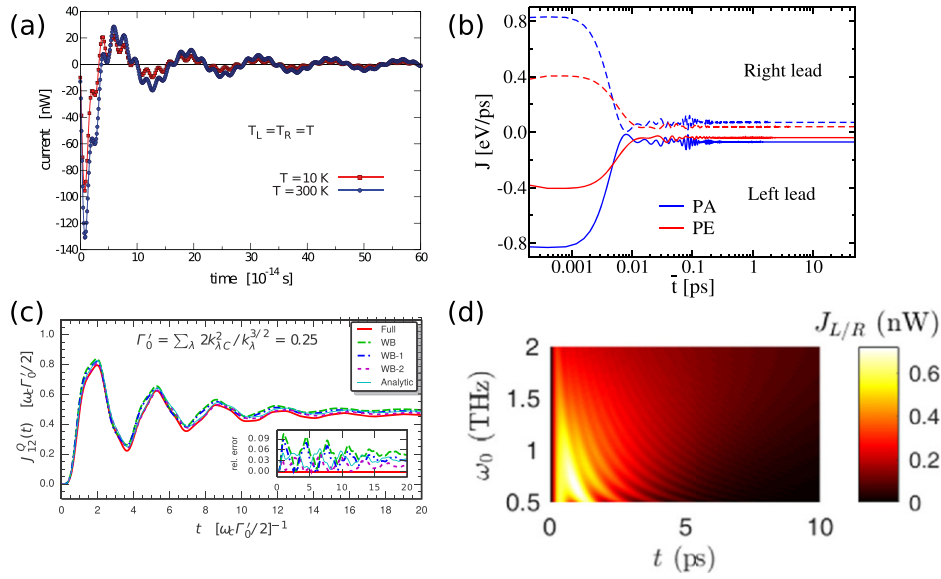 (a)
40
20
0
-20
-40
-60
-80
-100
-120
-140
current [nW]
T_L = T_R = T
T = 10 K
T = 300 K
0 10 20 30 40 50 60
time [10^-14 s]
(b)
0.8
0.4
0.0
-0.4
-0.8
J [eV/ps]
Right lead
Left lead
PA
PE
0.001 0.01 0.1 1 10
t̄ [ps]
(c)
1.0
0.8
0.6
0.4
0.2
0.0
J^Q_12(t) [ω_c Γ'_0/2]
Γ'_0 = ∑_λ 2k^2_λC / k^3/2_λ = 0.25
Full
WB
WB-1
WB-2
Analytic
rel. error
0.09
0.06
0.03
0.00
0 5 10 15 20
0 2 4 6 8 10 12 14 16 18 20
t [ω_c Γ'_0/2]^-1
(d)
J_L/R (nW)
2
1.5
1
0.5
ω_0 (THz)
0 5 10
t (ps)
0.6
0.4
0.2
0